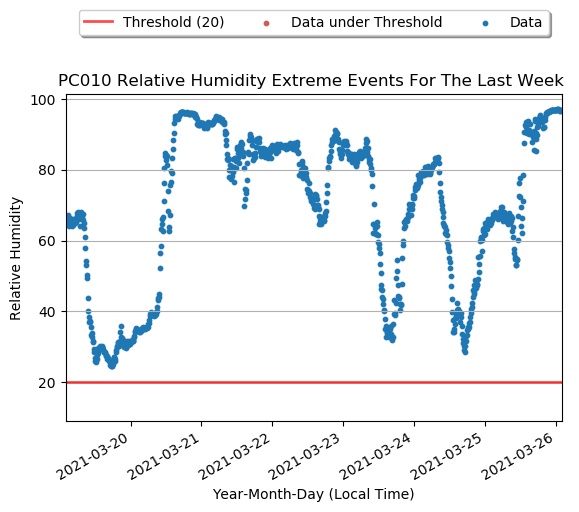 Threshold (20) Data under Threshold Data
PC010 Relative Humidity Extreme Events For The Last Week
100
80
60
40
20
Relative Humidity
2021-03-20 2021-03-21 2021-03-22 2021-03-23 2021-03-24 2021-03-25 2021-03-26
Year-Month-Day (Local Time)